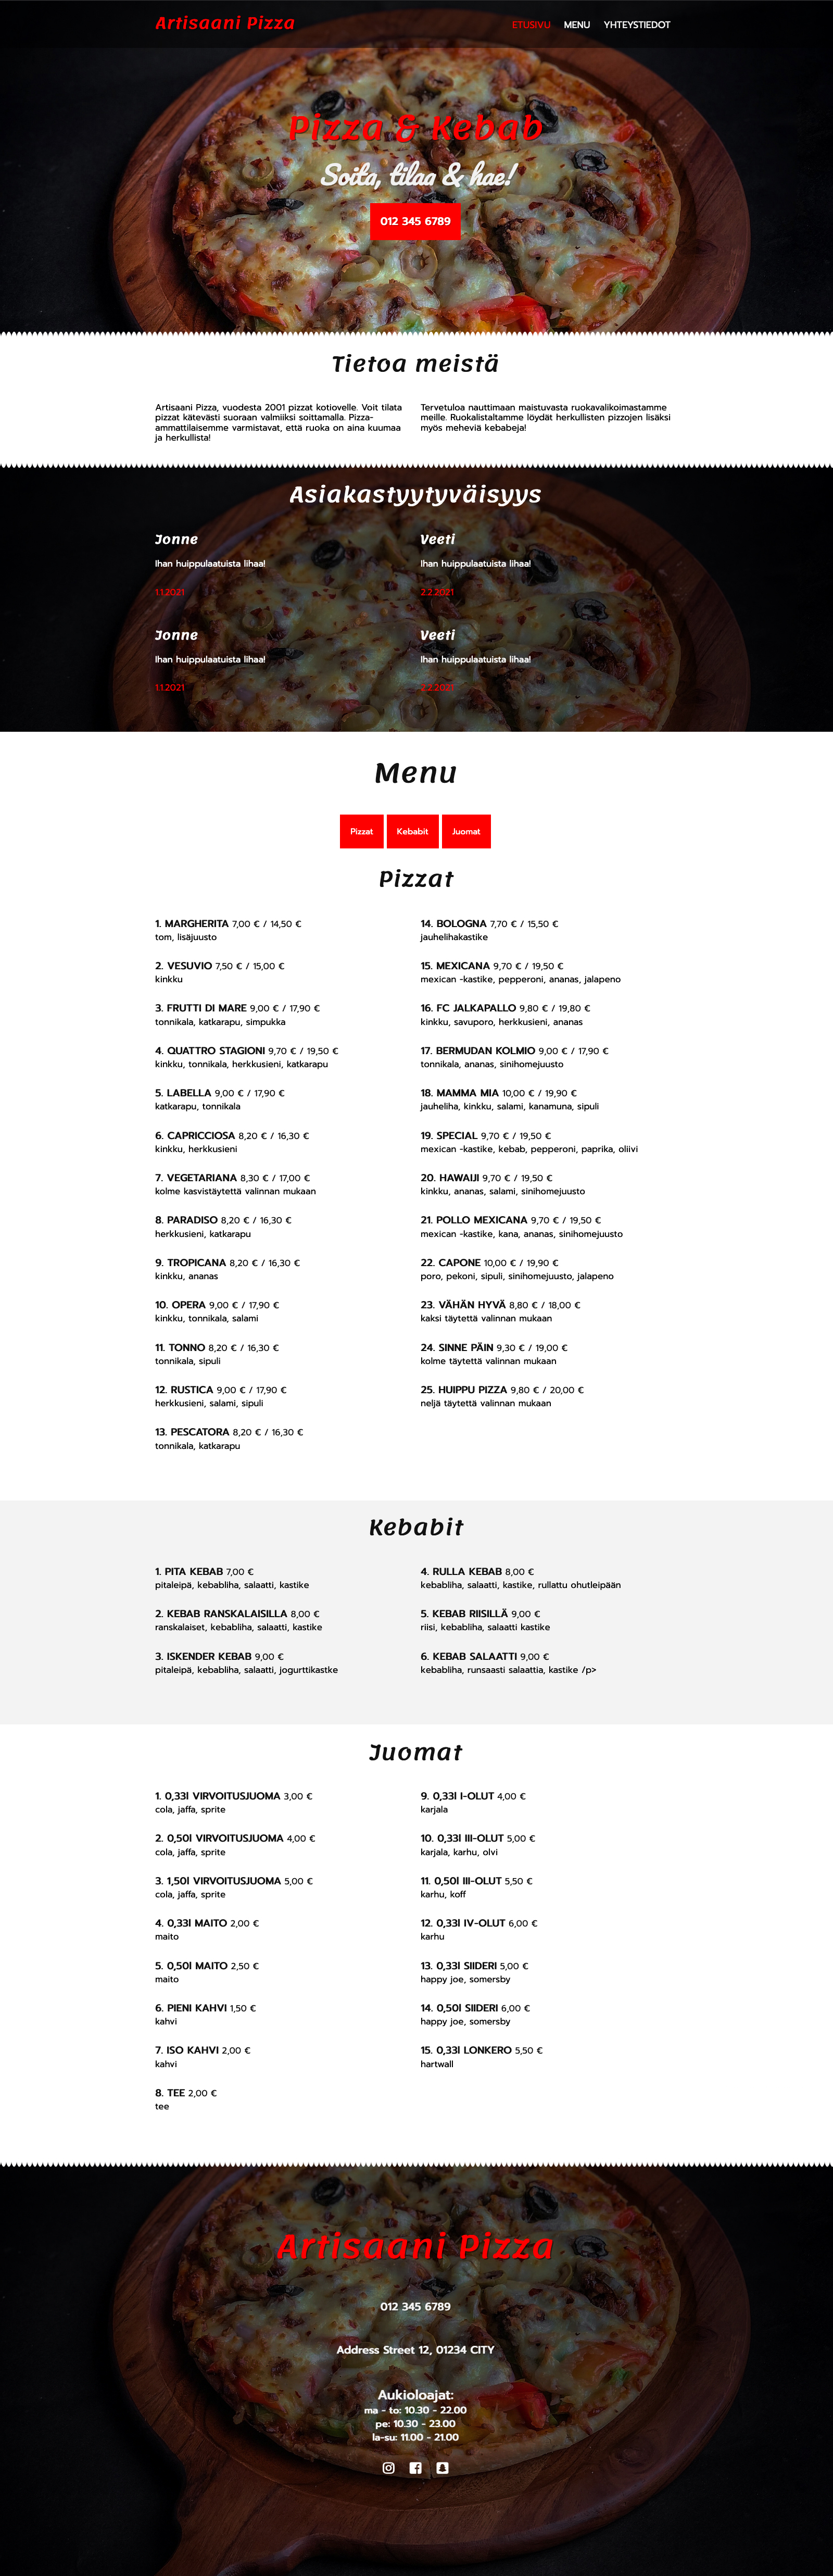 Artisaani Pizza
ETUSIVU MENU YHTEYSTIEDOT
Pizza & Kebab
Soita, tilaa & hae!
012 345 6789
Tietoa meistä
Artisaani Pizza, vuodesta 2001 pizzat kotiovelle. Voit tilata
pizzat kätevästi suoraan valmiiksi soittamalla. Pizza-
ammattilaisemme varmistavat, että ruoka on aina kuumaa
ja herkullista!
Tervetuloa nauttimaan maistuvasta ruokavalikoimastamme
meille. Ruokalistaltamme löydät herkullisten pizzojen lisäksi
myös meheviä kebabeja!
Asiakastyytyväisyys
Jonne
Ihan huippulaatuista lihaa!
1.1.2021
Veeti
Ihan huippulaatuista lihaa!
2.2.2021
Jonne
Ihan huippulaatuista lihaa!
1.1.2021
Veeti
Ihan huippulaatuista lihaa!
2.2.2021
Menu
Pizzat Kebabit Juomat
Pizzat
1. MARGHERITA 7,00 € / 14,50 €
tom, lisäjuusto
2. VESUVIO 7,50 € / 15,00 €
kinkku
3. FRUTTI DI MARE 9,00 € / 17,90 €
tonnikala, katkarapu, simpukka
4. QUATTRO STAGIONI 9,70 € / 19,50 €
kinkku, tonnikala, herkkusieni, katkarapu
5. LABELLA 9,00 € / 17,90 €
katkarapu, tonnikala
6. CAPRICCIOSA 8,20 € / 16,30 €
kinkku, herkkusieni
7. VEGETARIANA 8,30 € / 17,00 €
kolme kasvistäytettä valinnan mukaan
8. PARADISO 8,20 € / 16,30 €
herkkusieni, katkarapu
9. TROPICANA 8,20 € / 16,30 €
kinkku, ananas
10. OPERA 9,00 € / 17,90 €
kinkku, tonnikala, salami
11. TONNO 8,20 € / 16,30 €
tonnikala, sipuli
12. RUSTICA 9,00 € / 17,90 €
herkkusieni, salami, sipuli
13. PESCATORA 8,20 € / 16,30 €
tonnikala, katkarapu
14. BOLOGNA 7,70 € / 15,50 €
jauhelihakastike
15. MEXICANA 9,70 € / 19,50 €
mexican -kastike, pepperoni, ananas, jalapeno
16. FC JALKAPALLO 9,80 € / 19,80 €
kinkku, savuporo, herkkusieni, ananas
17. BERMUDAN KOLMIO 9,00 € / 17,90 €
tonnikala, ananas, sinihomejuusto
18. MAMMA MIA 10,00 € / 19,90 €
jauheliha, kinkku, salami, kanamuna, sipuli
19. SPECIAL 9,70 € / 19,50 €
mexican -kastike, kebab, pepperoni, paprika, oliivi
20. HAWAIJI 9,70 € / 19,50 €
kinkku, ananas, salami, sinihomejuusto
21. POLLO MEXICANA 9,70 € / 19,50 €
mexican -kastike, kana, ananas, sinihomejuusto
22. CAPONE 10,00 € / 19,90 €
poro, pekoni, sipuli, sinihomejuusto, jalapeno
23. VÄHÄN HYVÄ 8,80 € / 18,00 €
kaksi täytettä valinnan mukaan
24. SINNE PÄIN 9,30 € / 19,00 €
kolme täytettä valinnan mukaan
25. HUIPPU PIZZA 9,80 € / 20,00 €
neljä täytettä valinnan mukaan
Kebabit
1. PITA KEBAB 7,00 €
pitaleipä, kebabliha, salaatti, kastike
2. KEBAB RANSKALAISILLA 8,00 €
ranskalaiset, kebabliha, salaatti, kastike
3. ISKENDER KEBAB 9,00 €
pitaleipä, kebabliha, salaatti, jogurttikastke
4. RULLA KEBAB 8,00 €
kebabliha, salaatti, kastike, rullattu ohutleipään
5. KEBAB RIISILLÄ 9,00 €
riisi, kebabliha, salaatti kastike
6. KEBAB SALAATTI 9,00 €
kebabliha, runsaasti salaattia, kastike /p>
Juomat
1. 0,33l VIRVOITUSJUOMA 3,00 €
cola, jaffa, sprite
2. 0,50l VIRVOITUSJUOMA 4,00 €
cola, jaffa, sprite
3. 1,50l VIRVOITUSJUOMA 5,00 €
cola, jaffa, sprite
4. 0,33l MAITO 2,00 €
maito
5. 0,50l MAITO 2,50 €
maito
6. PIENI KAHVI 1,50 €
kahvi
7. ISO KAHVI 2,00 €
kahvi
8. TEE 2,00 €
tee
9. 0,33l I-OLUT 4,00 €
karjala
10. 0,33l III-OLUT 5,00 €
karjala, karhu, olvi
11. 0,50l III-OLUT 5,50 €
karhu, koff
12. 0,33l IV-OLUT 6,00 €
karhu
13. 0,33l SIIDERI 5,00 €
happy joe, somersby
14. 0,50l SIIDERI 6,00 €
happy joe, somersby
15. 0,33l LONKERO 5,50 €
hartwall
Artisaani Pizza
012 345 6789
Address Street 12, 01234 CITY
Aukioloajat:
ma - to: 10.30 - 22.00
pe: 10.30 - 23.00
la-su: 11.00 - 21.00